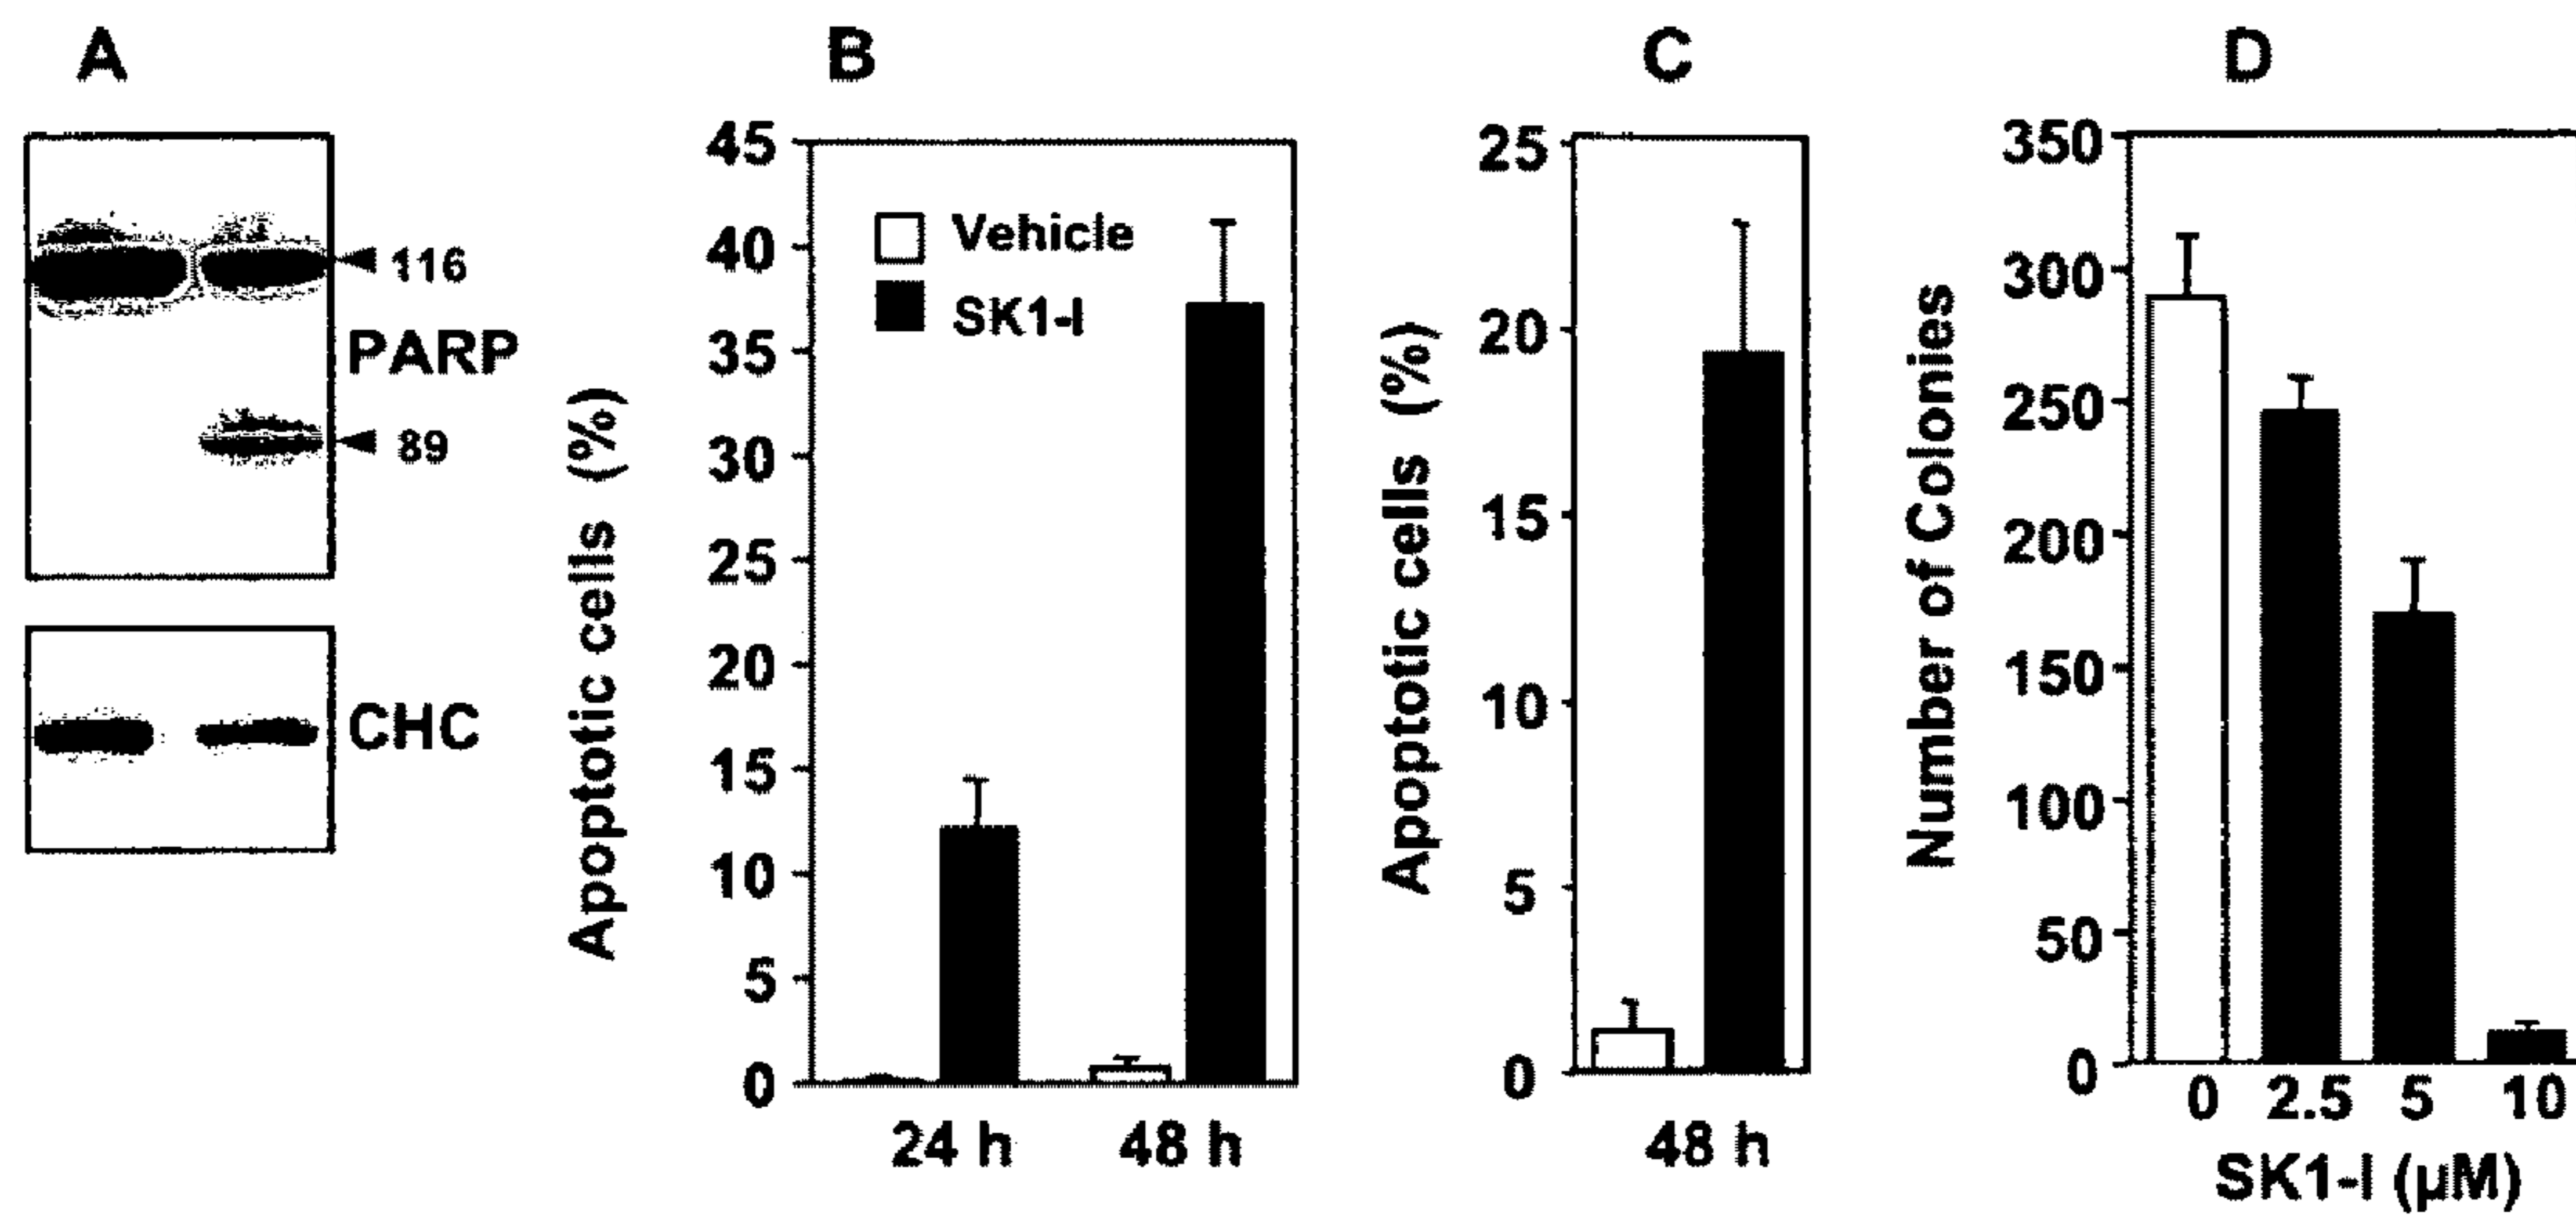 A
116
PARP
89
CHC
B
Apoptotic cells (%)
45
40
35
30
25
20
15
10
5
0
Vehicle
SK1-I
24 h
48 h
C
Apoptotic cells (%)
25
20
15
10
5
0
48 h
D
Number of Colonies
350
300
250
200
150
100
50
0
0 2.5 5 10
SK1-I (μM)